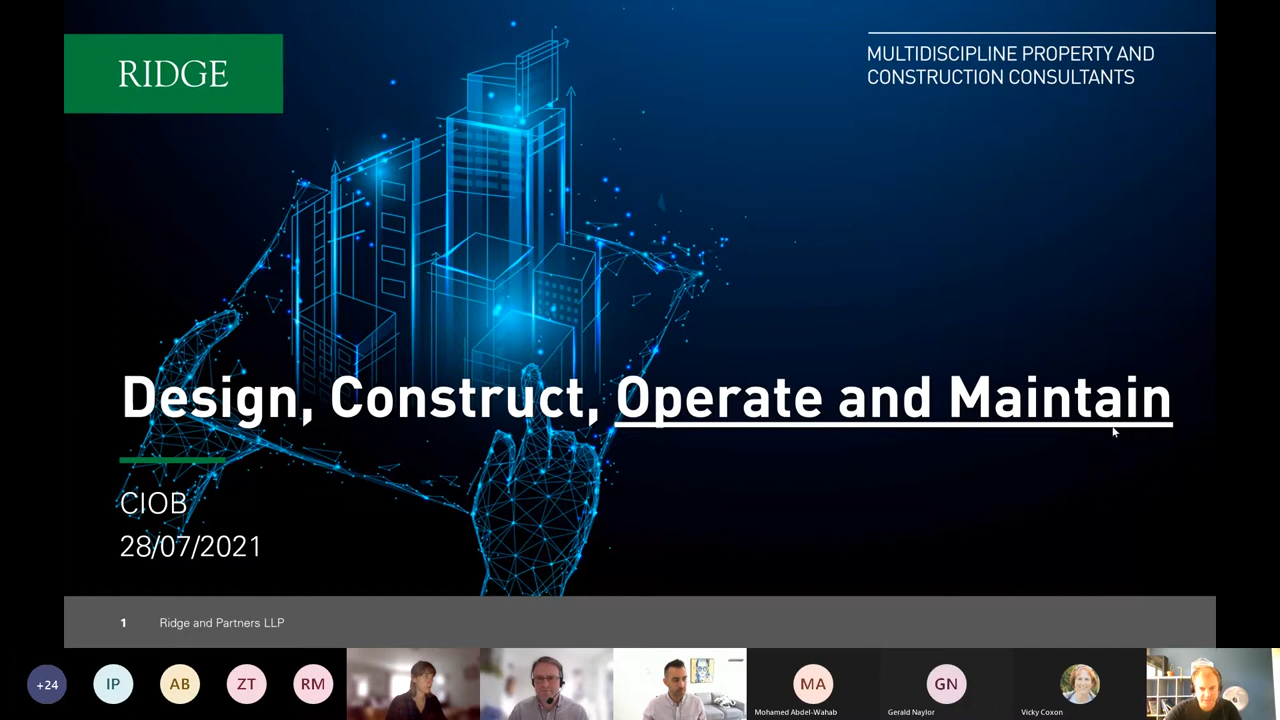 RIDGE
MULTIDISCIPLINE PROPERTY AND
CONSTRUCTION CONSULTANTS
Design, Construct, Operate and Maintain
CIOB
28/07/2021
1 Ridge and Partners LLP
+24 IP AB ZT RM MA GN
Mohamed Abdel-Wahab Gerald Naylor Vicky Coxon